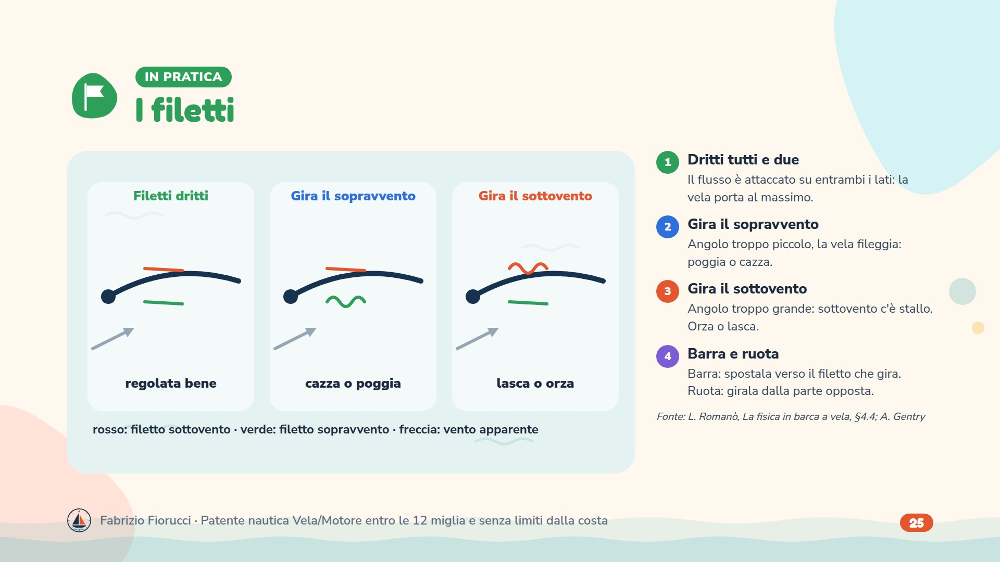 IN PRATICA
I filetti
Filetti dritti
Gira il sopravvento
Gira il sottovento
regolata bene
cazza o poggia
lasca o orza
rosso: filetto sottovento · verde: filetto sopravvento · freccia: vento apparente
1
Dritti tutti e due
Il flusso è attaccato su entrambi i lati: la
vela porta al massimo.
2
Gira il sopravvento
Angolo troppo piccolo, la vela fileggia:
poggia o cazza.
3
Gira il sottovento
Angolo troppo grande: sottovento c'è stallo.
Orza o lasca.
4
Barra e ruota
Barra: spostala verso il filetto che gira.
Ruota: girala dalla parte opposta.
Fonte: L. Romanò, La fisica in barca a vela, §4.4; A. Gentry
Fabrizio Fiorucci · Patente nautica Vela/Motore entro le 12 miglia e senza limiti dalla costa
25